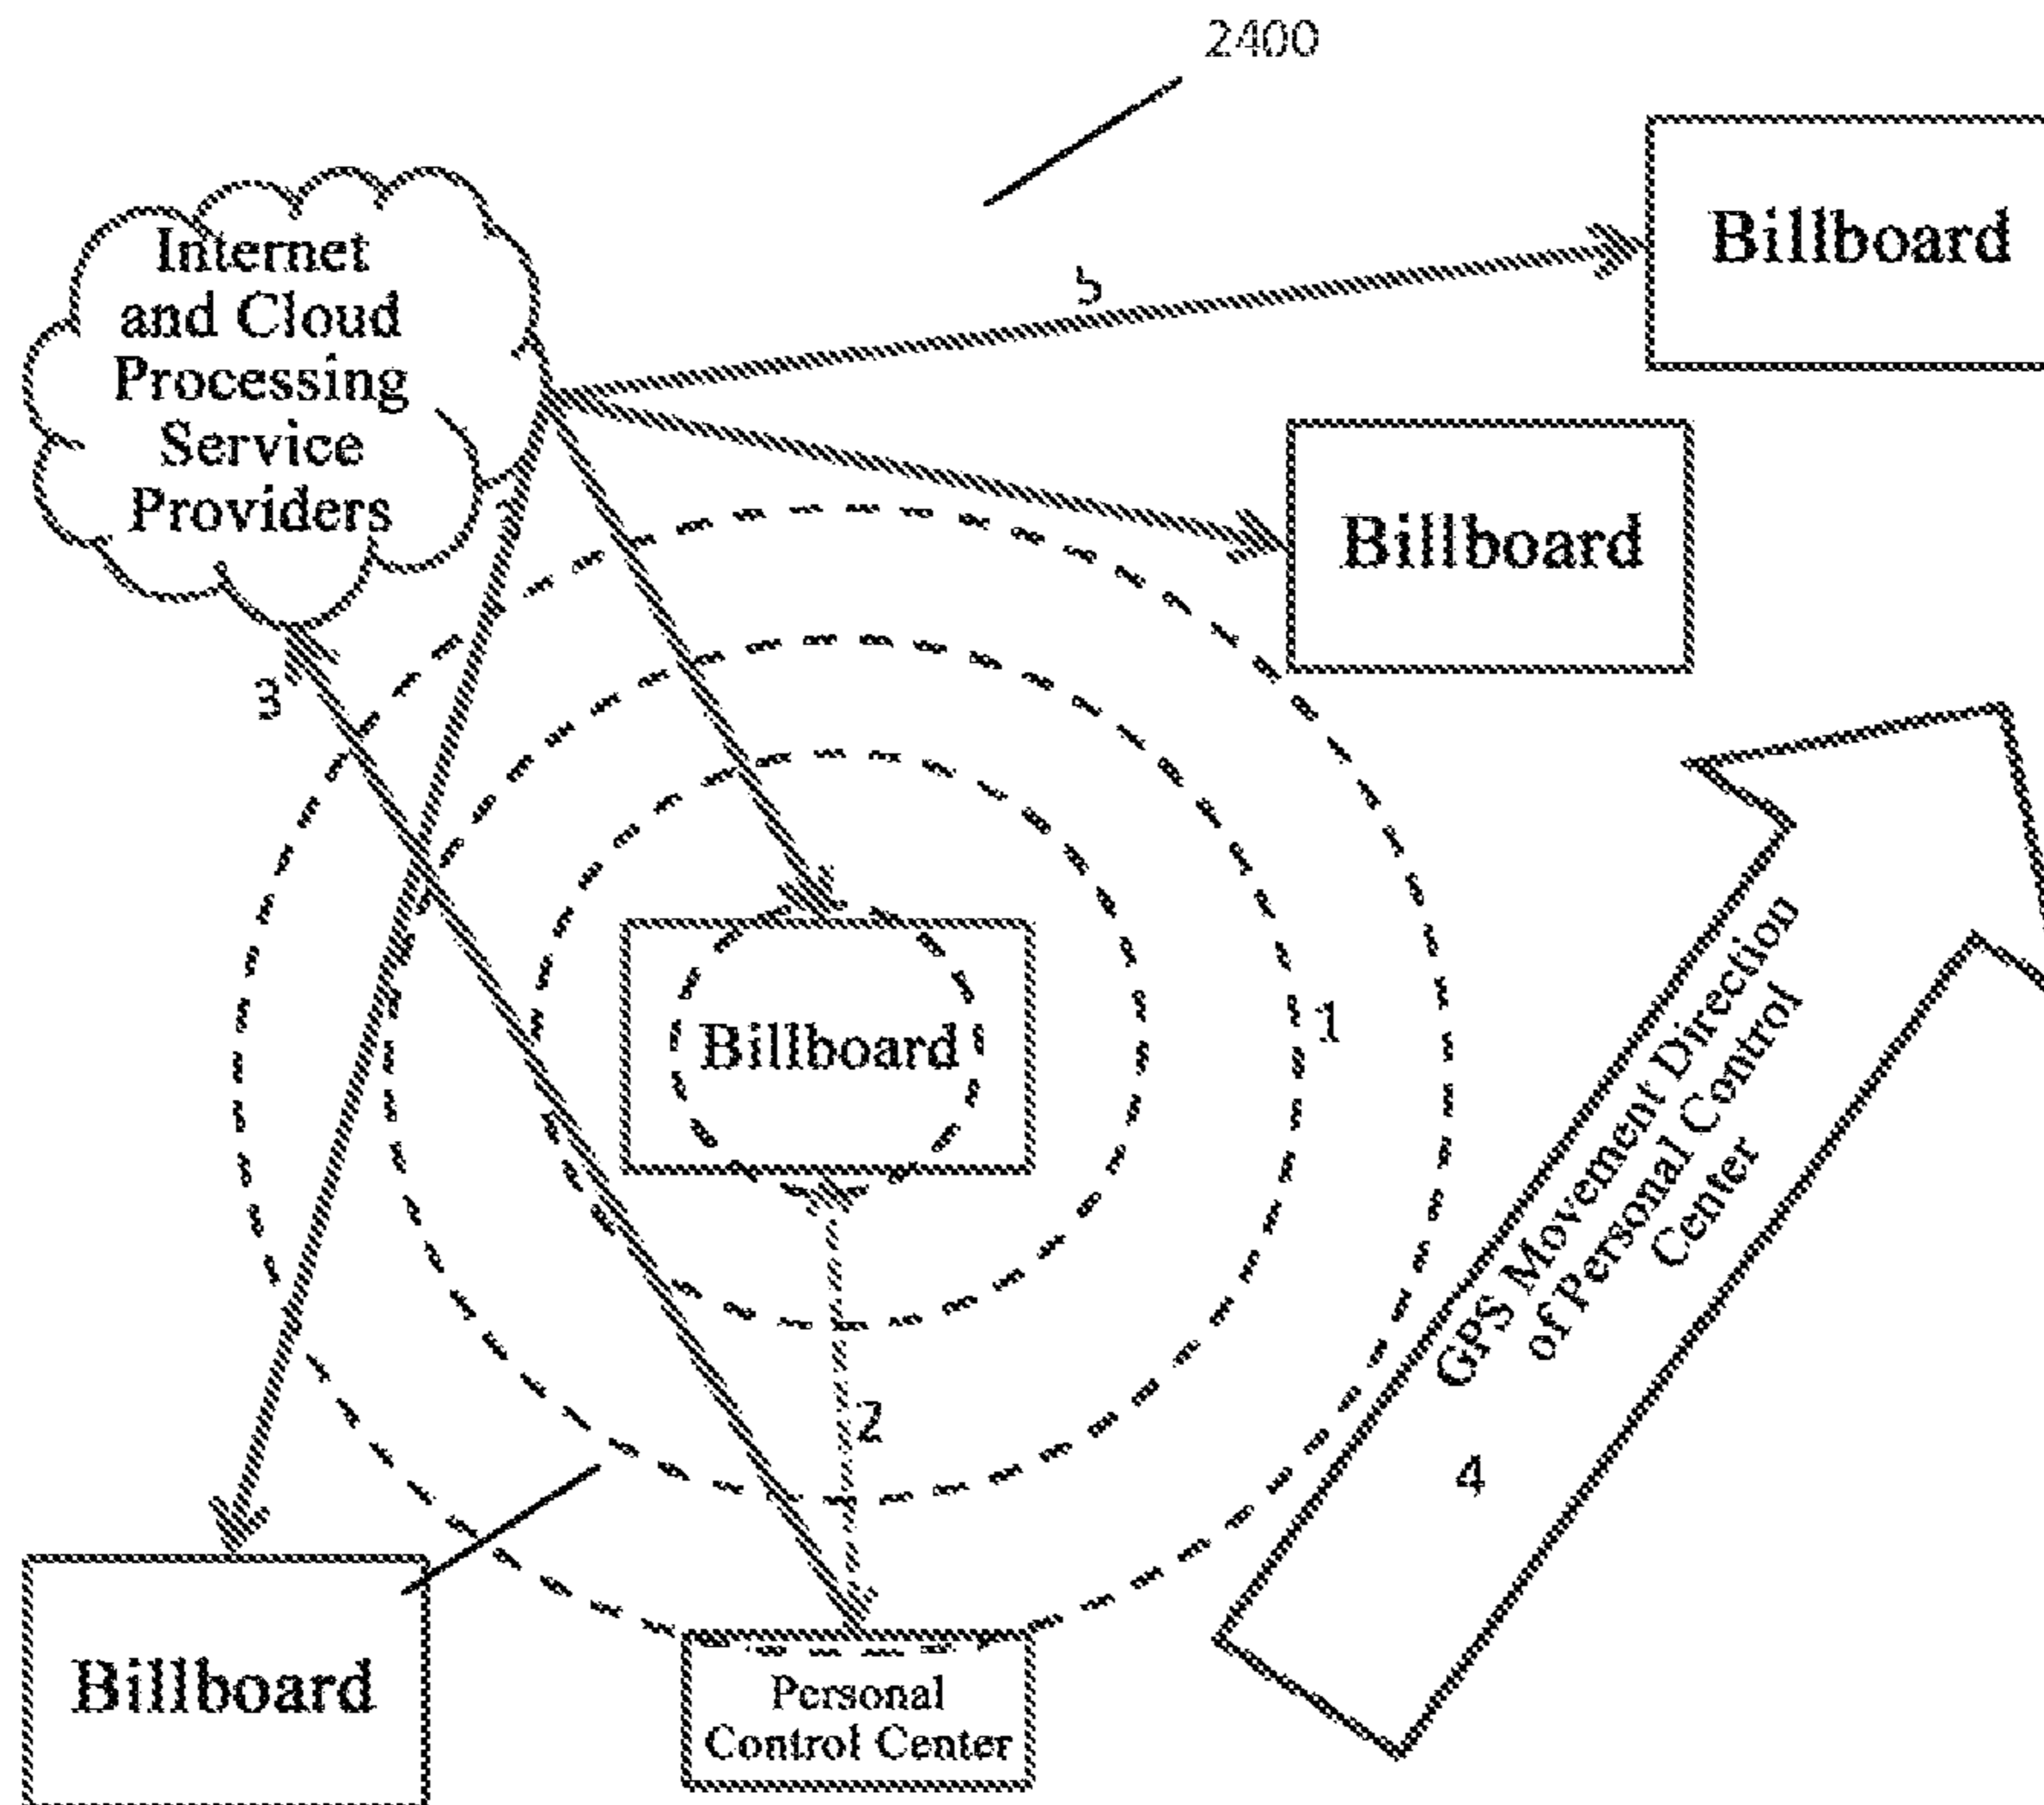 2400
Billboard
5
Internet
and Cloud
Processing
Service
Providers
Billboard
3
Billboard
1
GPS Movement Direction
of Personal Control
Center
2
4
Billboard
Personal
Control Center